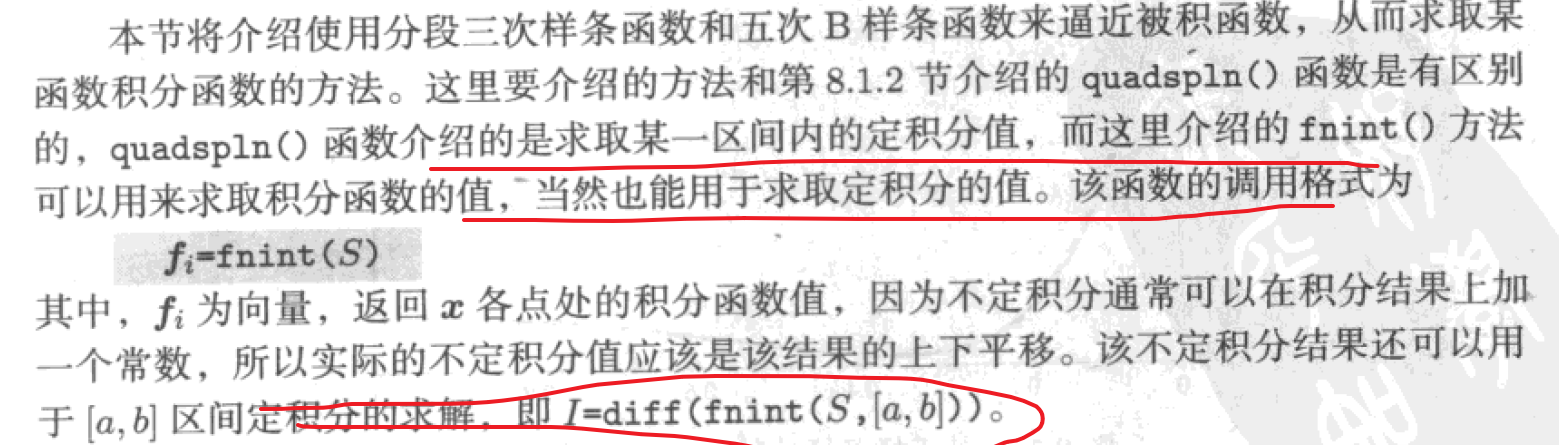 本节将介绍使用分段三次样条函数和五次 B 样条函数来逼近被积函数，从而求取某
函数积分函数的方法。这里要介绍的方法和第 8.1.2 节介绍的 quadspln() 函数是有区别
的，quadspln() 函数介绍的是求取某一区间内的定积分值，而这里介绍的 fnint() 方法
可以用来求取积分函数的值，当然也能用于求取定积分的值。该函数的调用格式为
fi=fnint(S)
其中，fi 为向量，返回 x 各点处的积分函数值，因为不定积分通常可以在积分结果上加
一个常数，所以实际的不定积分值应该是该结果的上下平移。该不定积分结果还可以用
于 [a,b] 区间定积分的求解，即 I=diff(fnint(S,[a,b]))。